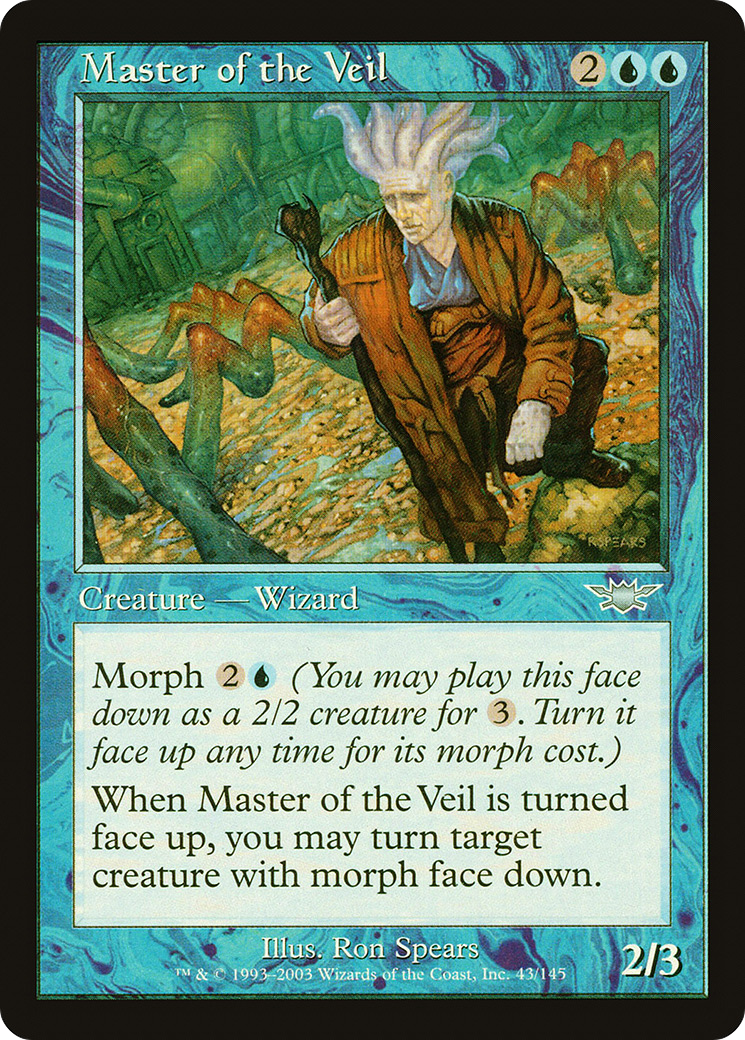 Master of the Veil 2
RSPEARS
Creature — Wizard
Morph 2 (You may play this face
down as a 2/2 creature for 3. Turn it
face up any time for its morph cost.)
When Master of the Veil is turned
face up, you may turn target
creature with morph face down.
Illus. Ron Spears
™ & © 1993–2003 Wizards of the Coast, Inc. 43/145
2/3